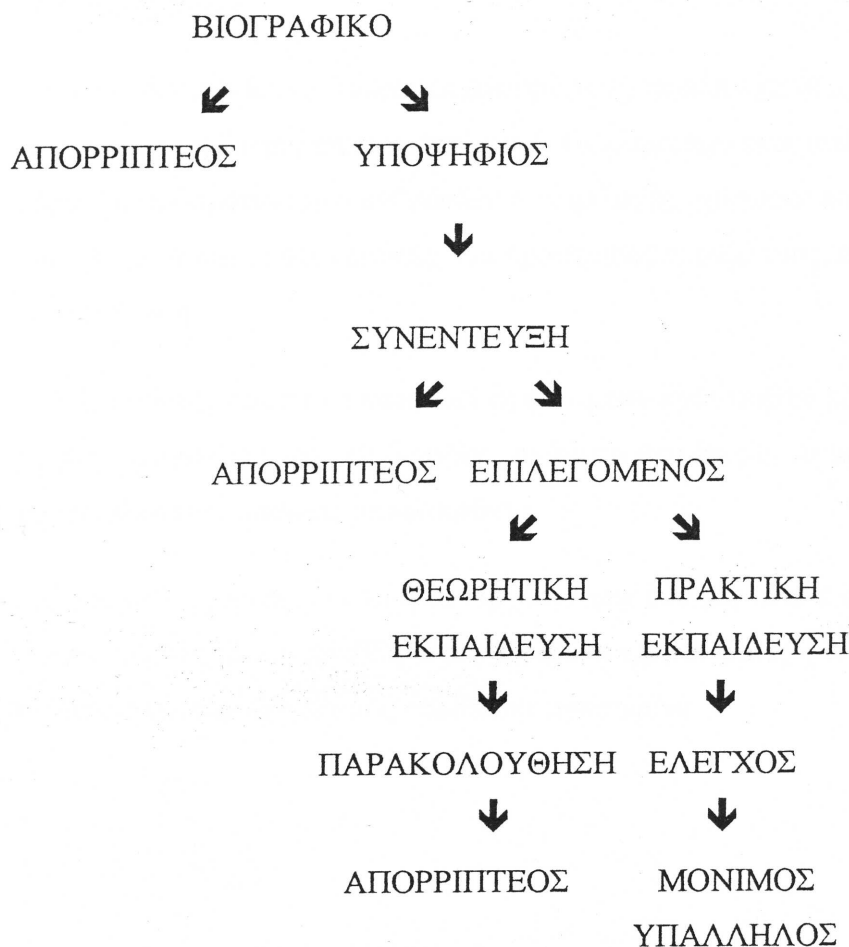 ΒΙΟΓΡΑΦΙΚΟ
ΑΠΟΡΡΙΠΤΕΟΣ ΥΠΟΨΗΦΙΟΣ
ΣΥΝΕΝΤΕΥΞΗ
ΑΠΟΡΡΙΠΤΕΟΣ ΕΠΙΛΕΓΟΜΕΝΟΣ
ΘΕΩΡΗΤΙΚΗ ΠΡΑΚΤΙΚΗ
ΕΚΠΑΙΔΕΥΣΗ ΕΚΠΑΙΔΕΥΣΗ
ΠΑΡΑΚΟΛΟΥΘΗΣΗ ΕΛΕΓΧΟΣ
ΑΠΟΡΡΙΠΤΕΟΣ ΜΟΝΙΜΟΣ
ΥΠΑΛΛΗΛΟΣ